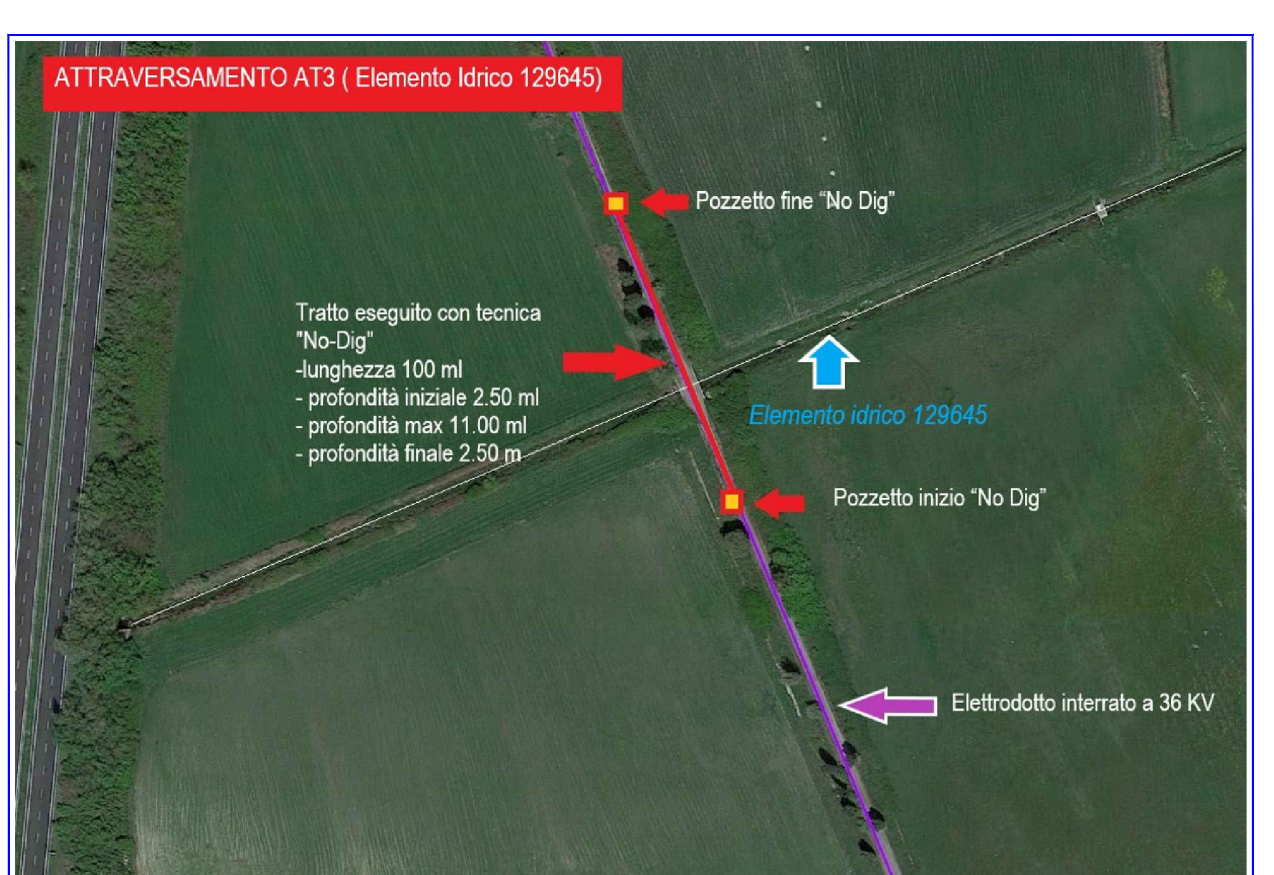 ATTRAVERSAMENTO AT3 ( Elemento Idrico 129645)
Pozzetto fine “No Dig”
Tratto eseguito con tecnica
"No-Dig"
-lunghezza 100 ml
- profondità iniziale 2.50 ml
- profondità max 11.00 ml
- profondità finale 2.50 m
Elemento idrico 129645
Pozzetto inizio “No Dig”
Elettrodotto interrato a 36 KV